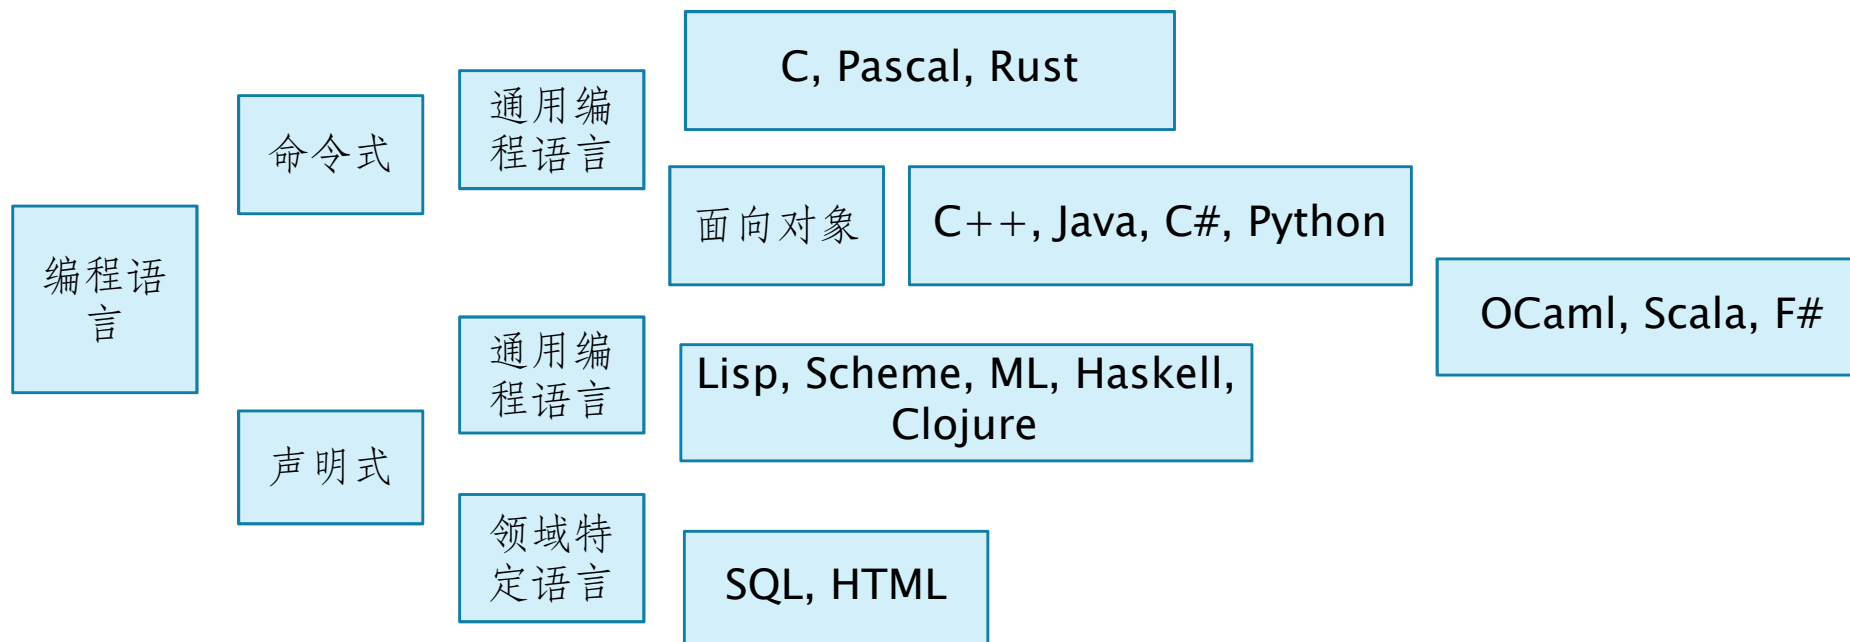 编程语
言
命令式
通用编
程语言
C, Pascal, Rust
面向对象
C++, Java, C#, Python
OCaml, Scala, F#
声明式
通用编
程语言
Lisp, Scheme, ML, Haskell,
Clojure
领域特
定语言
SQL, HTML